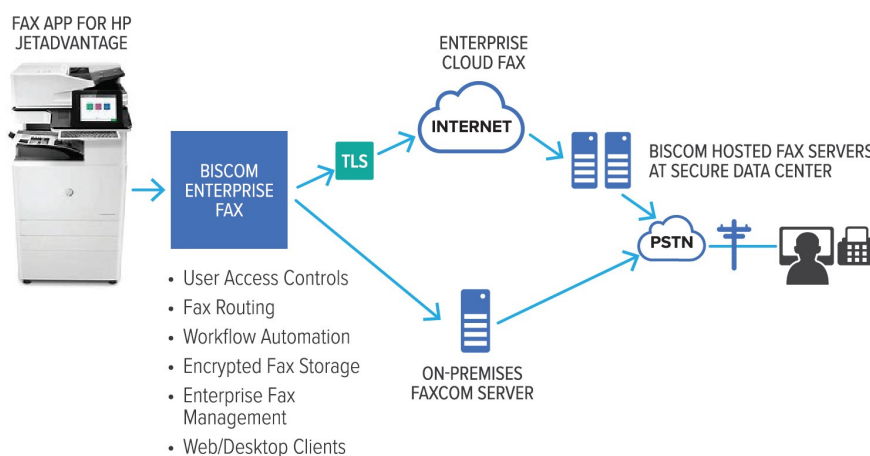 FAX APP FOR HP
JETADVANTAGE
BISCOM
ENTERPRISE
FAX
• User Access Controls
• Fax Routing
• Workflow Automation
• Encrypted Fax Storage
• Enterprise Fax
Management
• Web/Desktop Clients
TLS
ENTERPRISE
CLOUD FAX
INTERNET
BISCOM HOSTED FAX SERVERS
AT SECURE DATA CENTER
PSTN
ON-PREMISES
FAXCOM SERVER